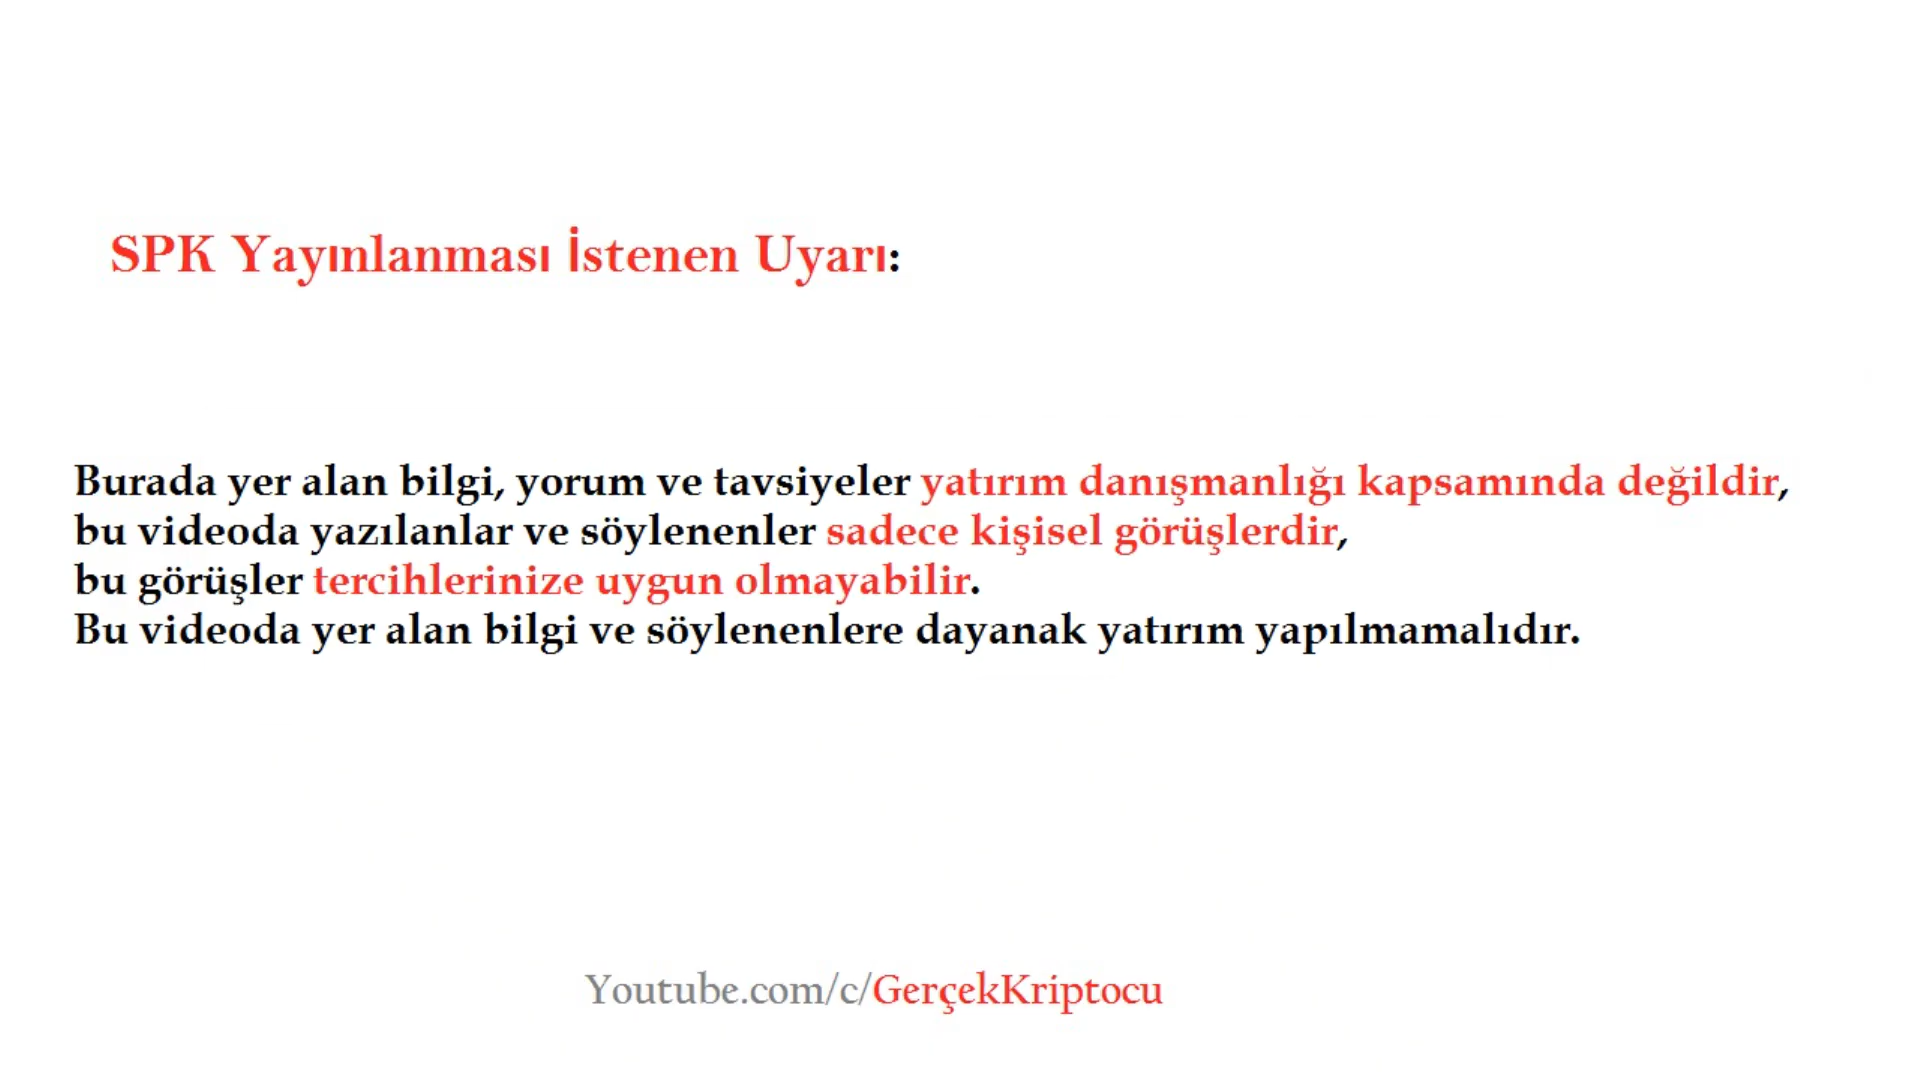 SPK Yayınlanması İstenen Uyarı:
Burada yer alan bilgi, yorum ve tavsiyeler yatırım danışmanlığı kapsamında değildir,
bu videoda yazılanlar ve söylenenler sadece kişisel görüşlerdir,
bu görüşler tercihlerinize uygun olmayabilir.
Bu videoda yer alan bilgi ve söylenenlere dayanak yatırım yapılmamalıdır.
Youtube.com/c/GerçekKriptocu